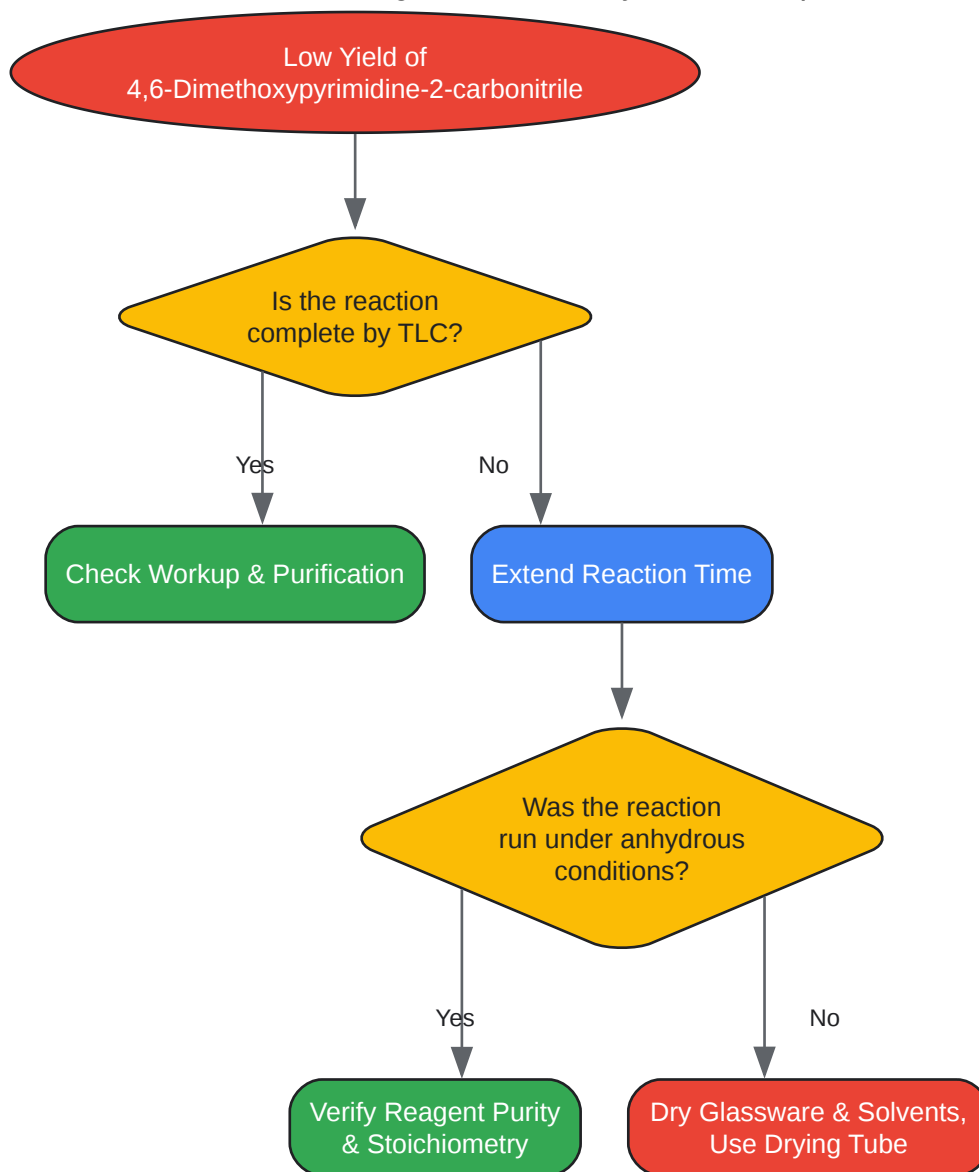 Low Yield of
4,6-Dimethoxypyrimidine-2-carbonitrile
Is the reaction
complete by TLC?
Yes
No
Check Workup & Purification
Extend Reaction Time
Was the reaction
run under anhydrous
conditions?
Yes
No
Verify Reagent Purity
& Stoichiometry
Dry Glassware & Solvents,
Use Drying Tube